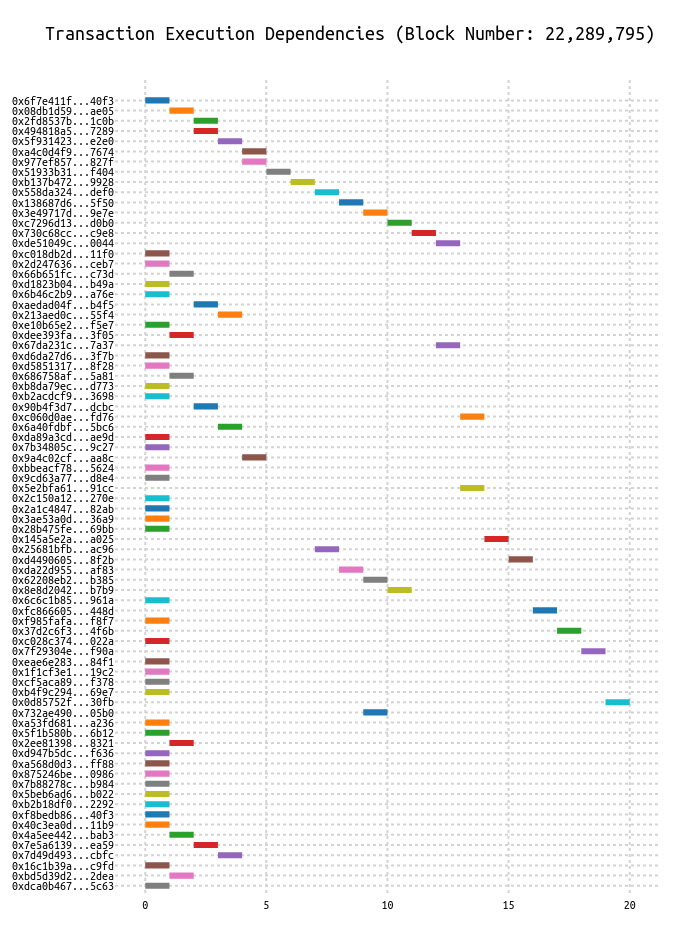 Transaction Execution Dependencies (Block Number: 22,289,795)
0x6f7e411f...40f3
0x08db1d59...ae05
0x2fd8537b...1c0b
0x494818a5...7289
0x5f931423...e2e0
0xa4c0d4f9...7674
0x977ef857...827f
0x51933b31...f404
0xb137b472...9928
0x558da324...def0
0x138687d6...5f50
0x3e49717d...9e7e
0xc7296d13...d0b0
0x730c68cc...c9e8
0xde51049c...0044
0xc018db2d...11f0
0x2d247636...ceb7
0x66b651fc...c73d
0xd1823b04...b49a
0x6b46c2b9...a76e
0xaedad04f...b4f5
0x213aed0c...55f4
0xe10b65e2...f5e7
0xdee393fa...3f05
0x67da231c...7a37
0xd6da27d6...3f7b
0xd5851317...8f28
0x686758af...5a81
0xb8da79ec...d773
0xb2acdcf9...3698
0x90b4f3d7...dcbc
0xc060d0ae...fd76
0x6a40fdbf...5bc6
0xda89a3cd...ae9d
0x7b34805c...9c27
0x9a4c02cf...aa8c
0xbbeacf78...5624
0x9cd63a77...d8e4
0x5e2bfa61...91cc
0x2c150a12...270e
0x2a1c4847...82ab
0x3ae53a0d...36a9
0x28b475fe...69bb
0x145a5e2a...a025
0x25681bfb...ac96
0xd4490605...8f2b
0xda22d955...af83
0x62208eb2...b385
0x8e8d2042...b7b9
0x6c6c1b85...961a
0xfc866605...448d
0xf985fafa...f8f7
0x37d2c6f3...4f6b
0xc028c374...022a
0x7f29304e...f90a
0xeae6e283...84f1
0x1f1cf3e1...19c2
0xcf5aca89...f378
0xb4f9c294...69e7
0x0d85752f...30fb
0x732ae490...05b0
0xa53fd681...a236
0x5f1b580b...6b12
0x2ee81398...8321
0xd947b5dc...f636
0xa568d0d3...ff88
0x875246be...0986
0x7b88278c...b984
0x5beb6ad6...b022
0xb2b18df0...2292
0xf8bedb86...40f3
0x40c3ea0d...11b9
0x4a5ee442...bab3
0x7e5a6139...ea59
0x7d49d493...cbfc
0x16c1b39a...c9fd
0xbd5d39d2...2dea
0xdca0b467...5c63
0 5 10 15 20